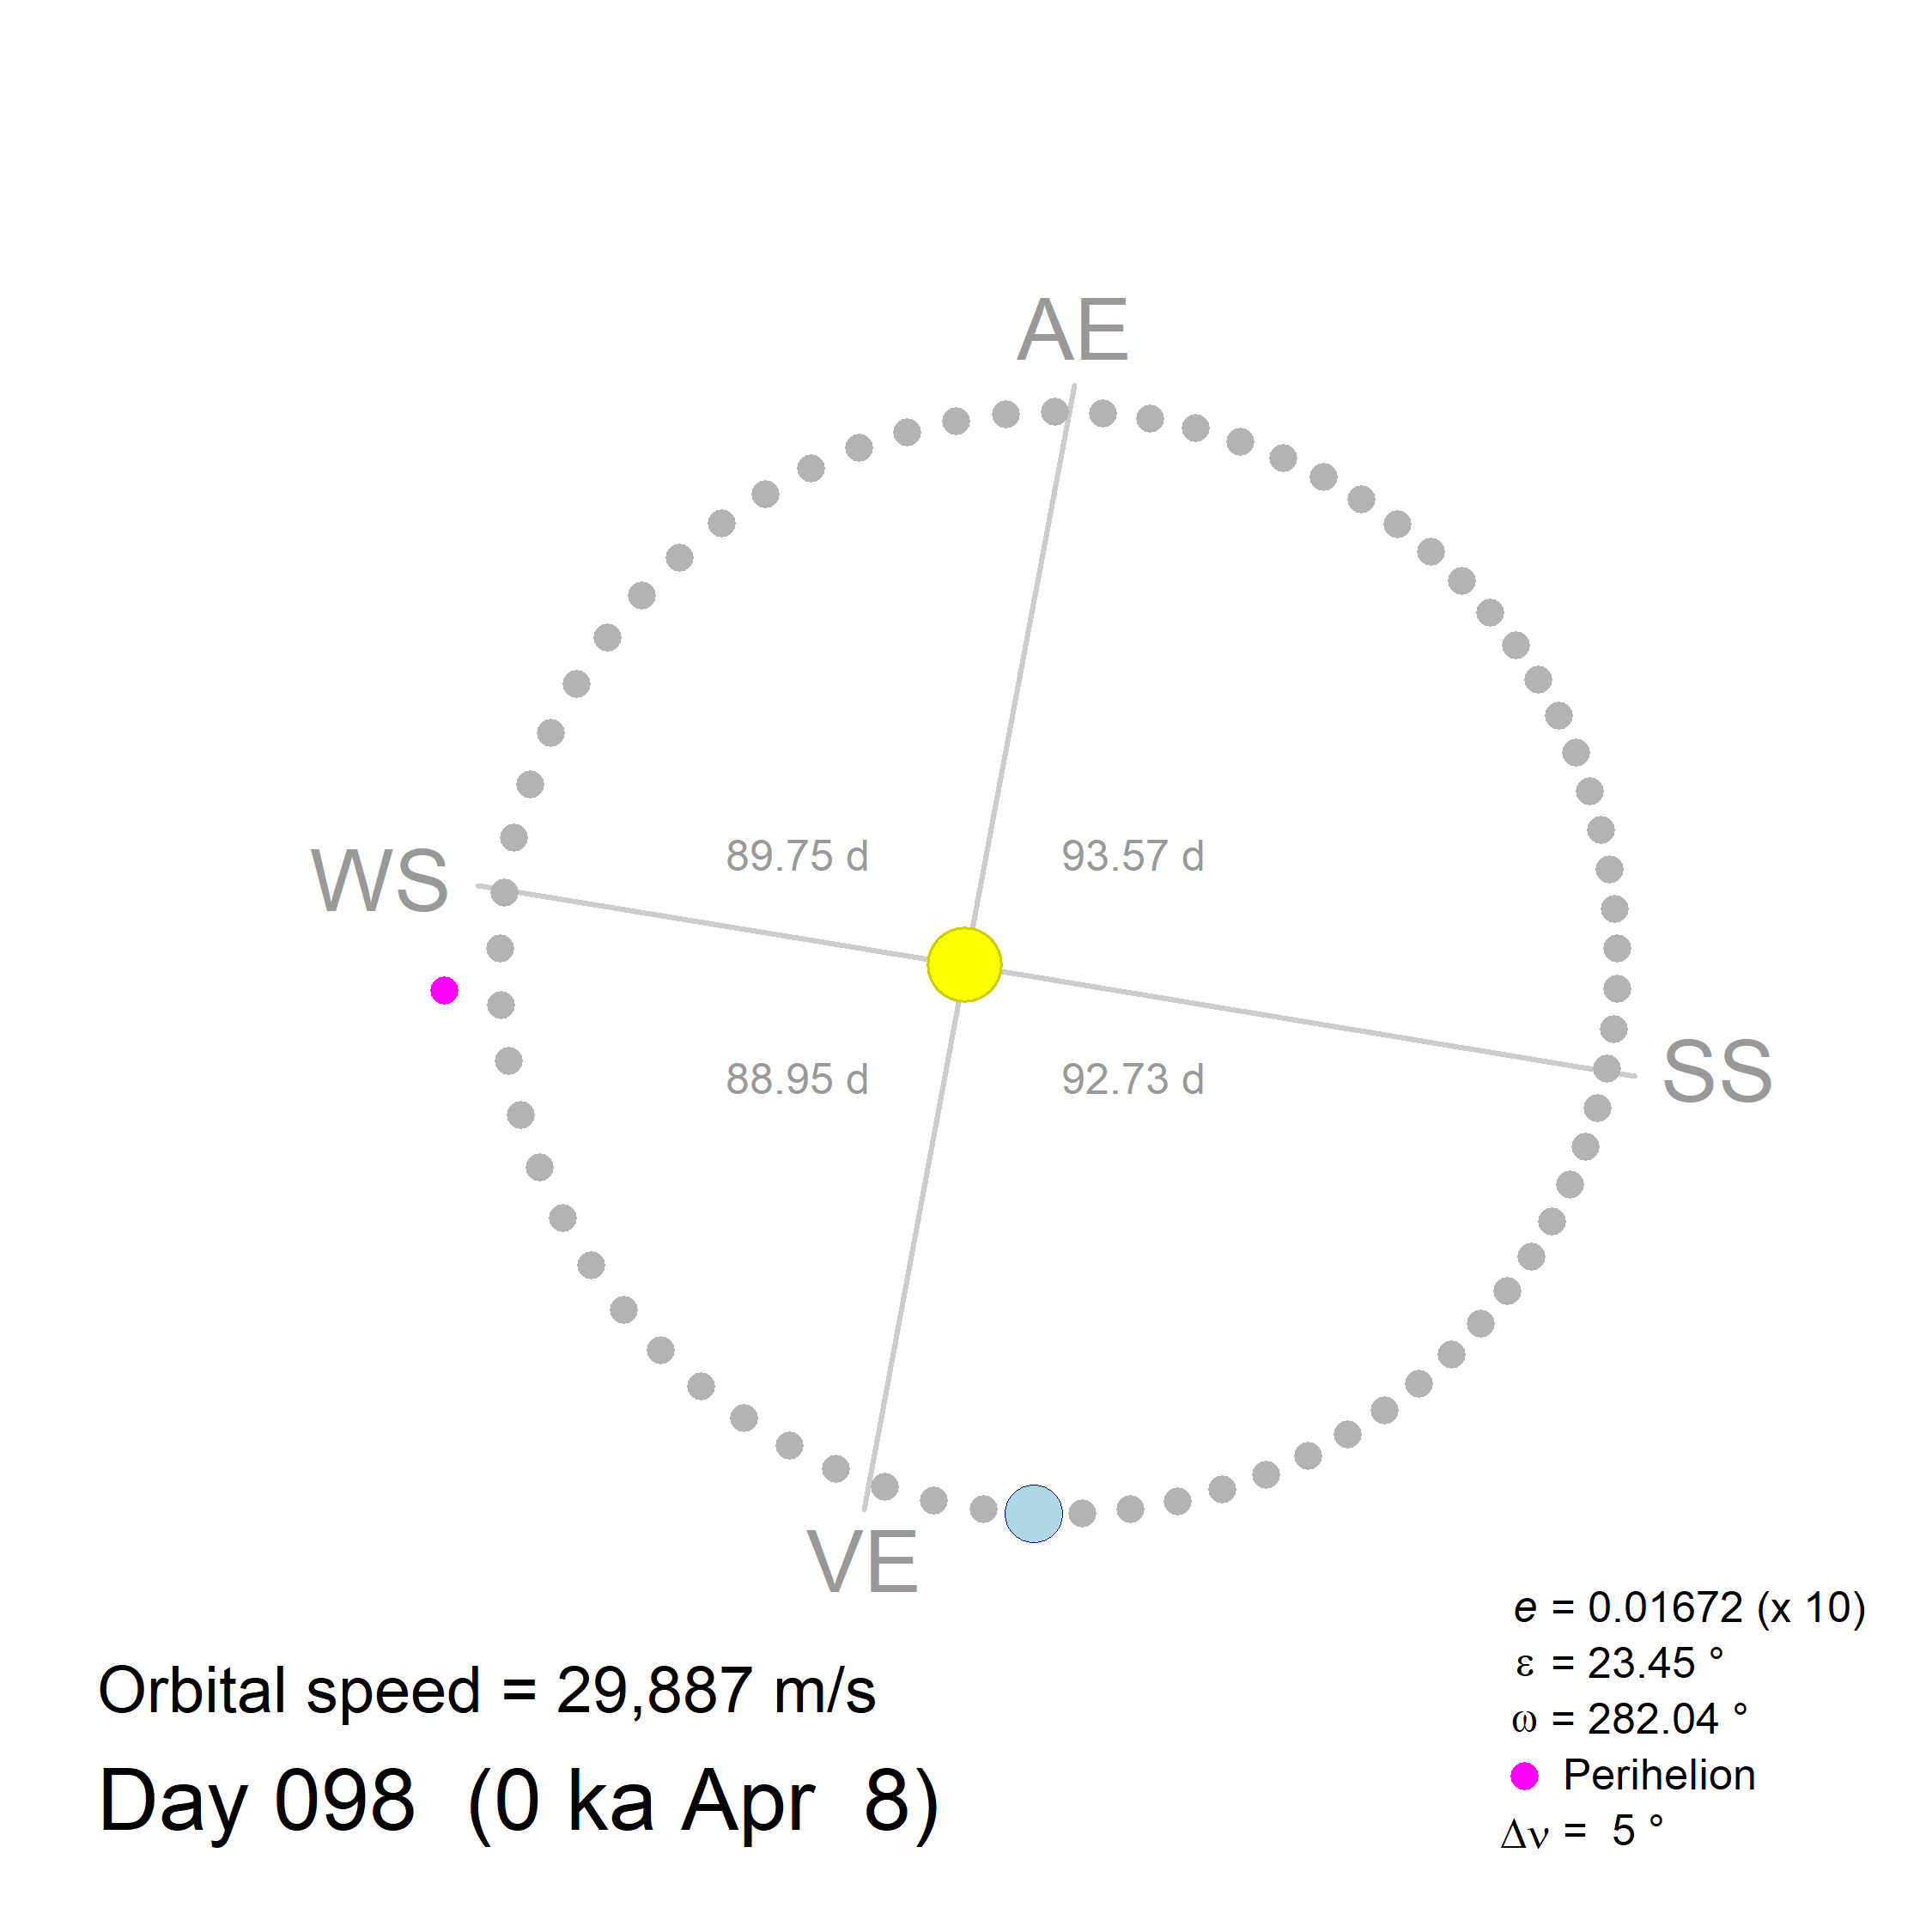 AE
89.75 d
93.57 d
WS
SS
88.95 d
92.73 d
VE
e = 0.01672 (x 10)
ε = 23.45 °
ω = 282.04 °
Perihelion
Δν = 5 °
Orbital speed = 29,887 m/s
Day 098 (0 ka Apr 8)